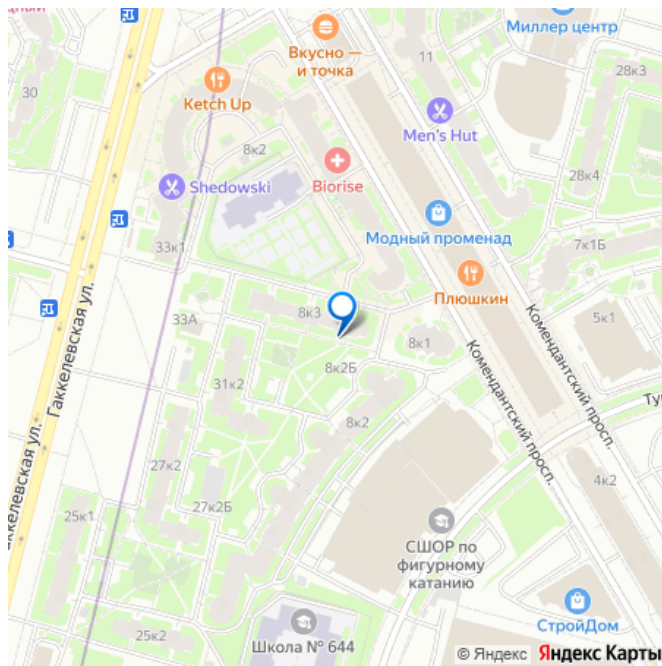 Миллер центр
Вкусно —
и точка
11
28к3
30
Ketch Up
Men's Hut
8к2
Biorise
28к4
Shedowski
Модный променад
33к1
7к1Б
Плюшкин
8к3
33А
5к1
8к1
Комендантский просп.
Комендантский просп.
Гаккелевская ул.
8к2Б
31к2
8к2
27к2
4к2
27к2Б
25к1
СШОР по
фигурному
катанию
СтройДом
25к2
Школа № 644
© Яндекс Яндекс Карты